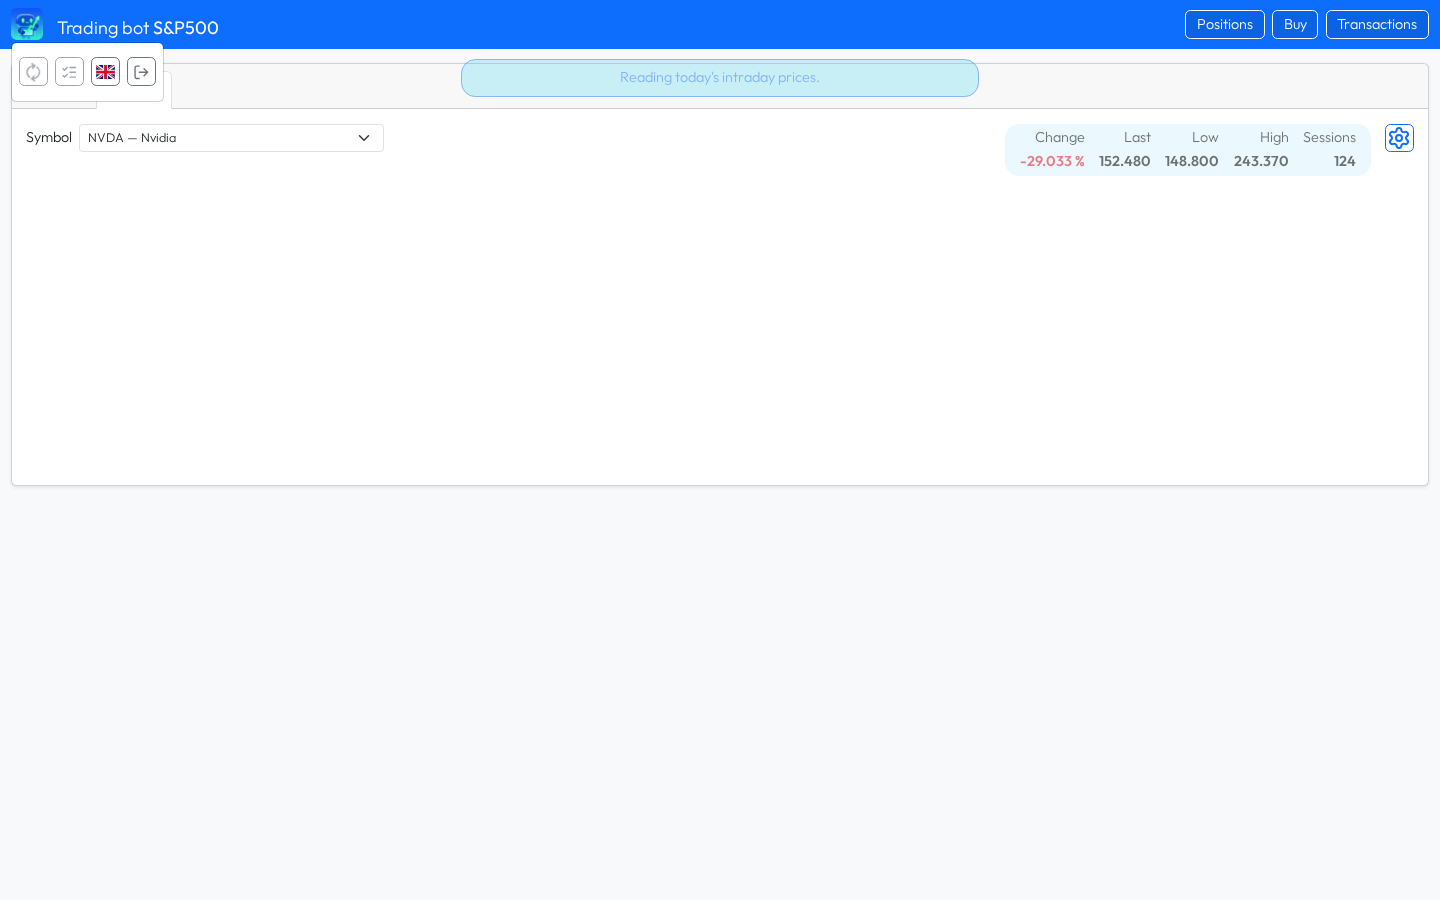 Trading bot S&P500
Positions
Buy
Transactions
Reading today's intraday prices.
Symbol
NVDA — Nvidia
Change Last Low High Sessions
-29.033 % 152.480 148.800 243.370 124